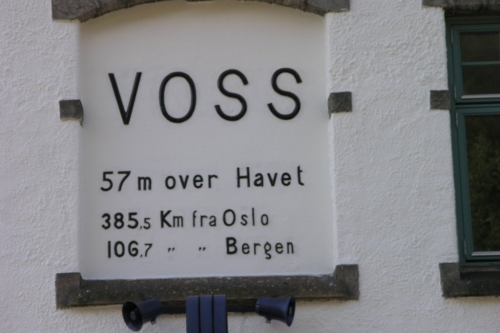 VOSS
57 m over Havet
385,5 Km fra Oslo
106,7 〃 〃 Bergen